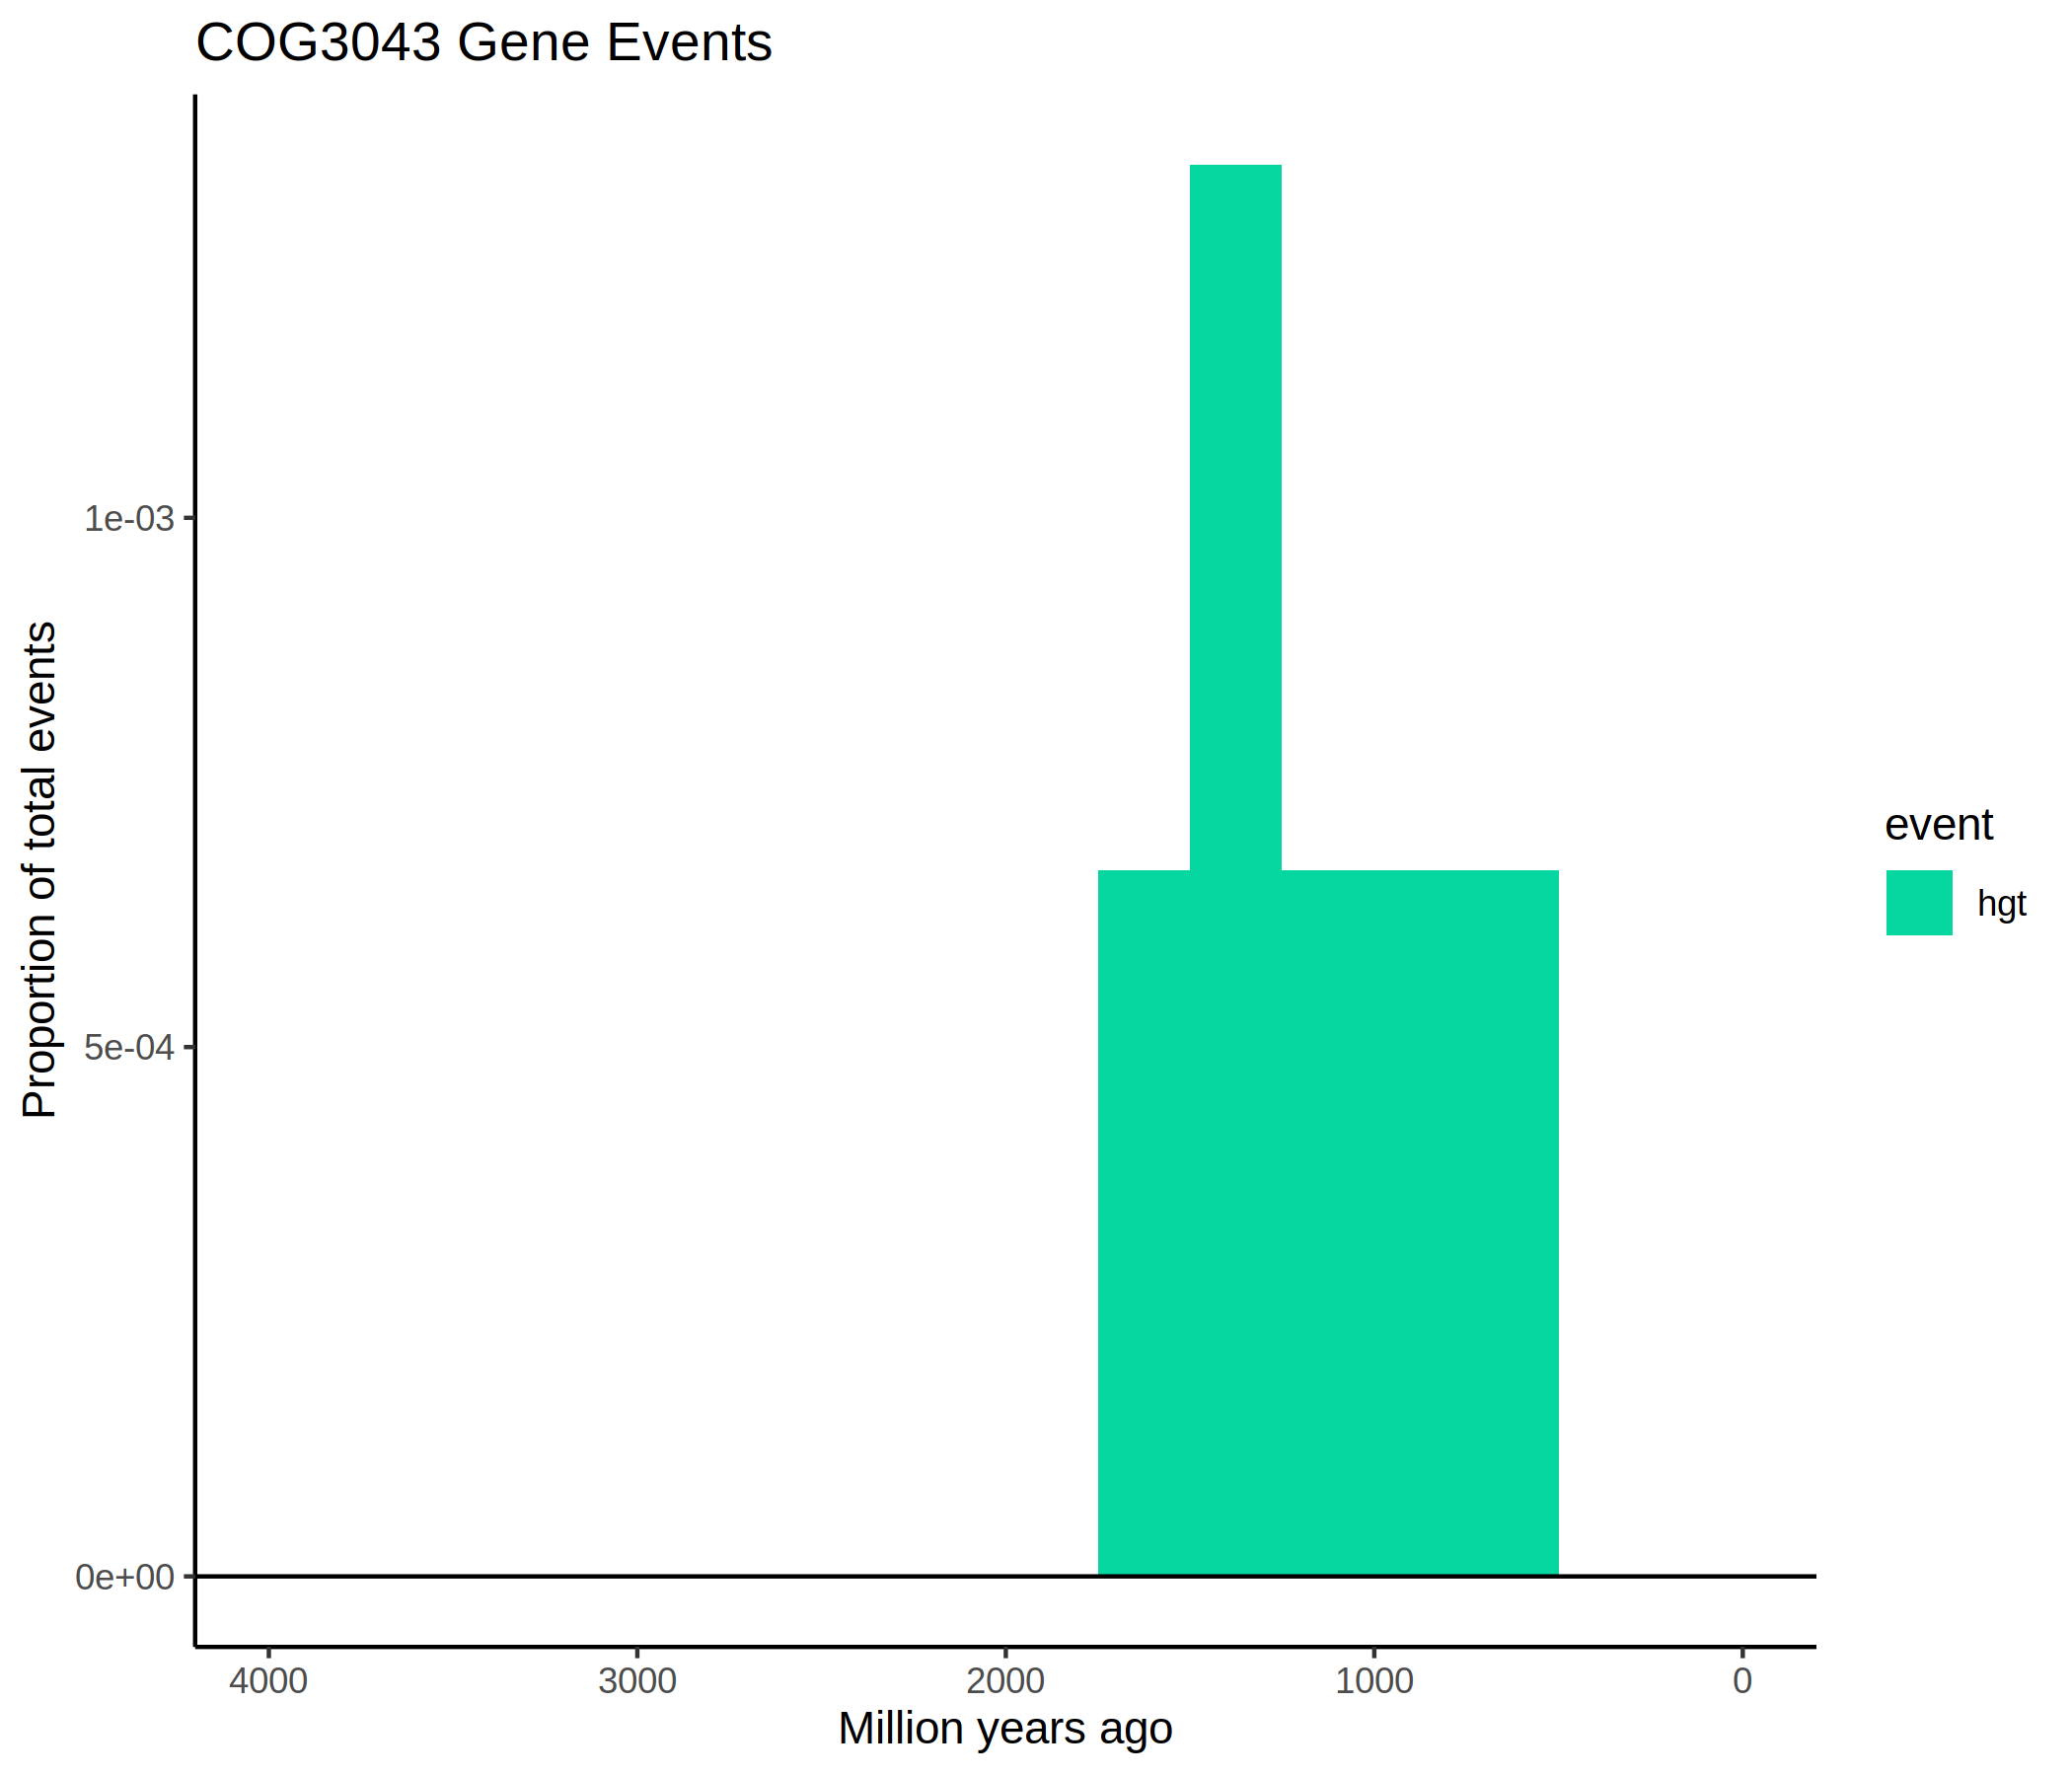 COG3043 Gene Events
Proportion of total events
1e-03
5e-04
0e+00
4000 3000 2000 1000 0
Million years ago
event
hgt